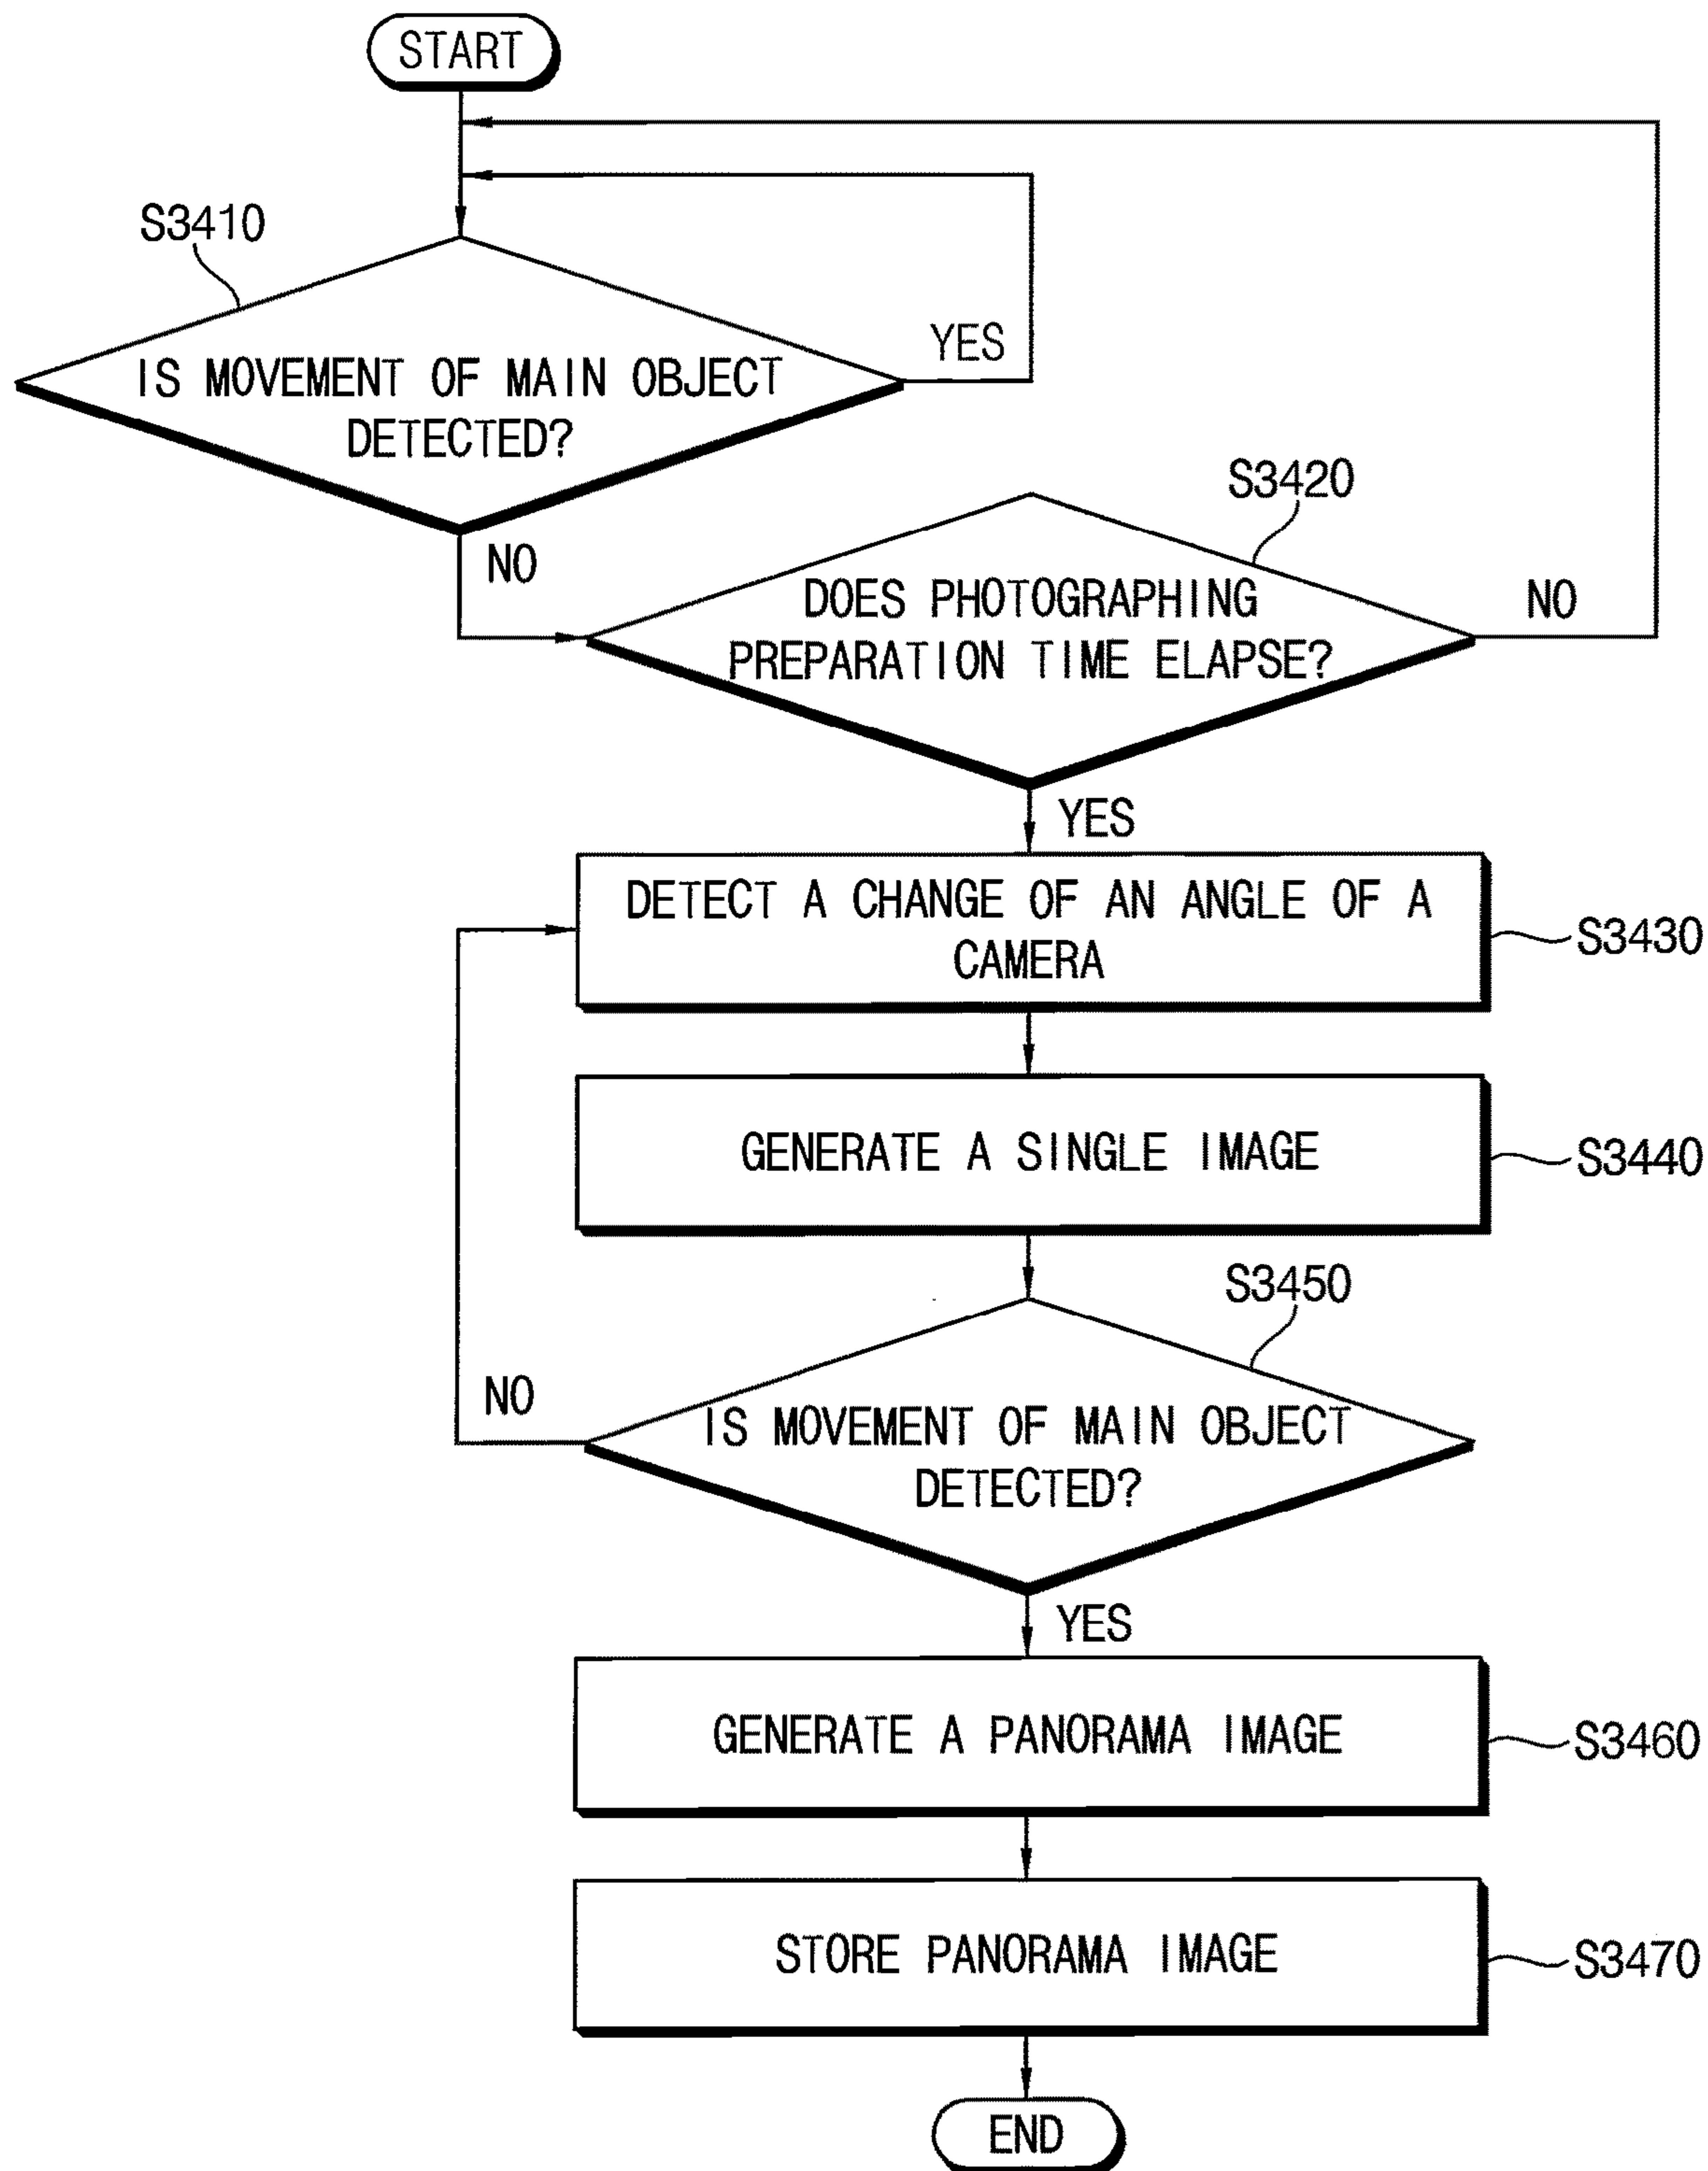 START
S3410
YES
IS MOVEMENT OF MAIN OBJECT
DETECTED?
NO
S3420
DOES PHOTOGRAPHING
PREPARATION TIME ELAPSE?
NO
YES
DETECT A CHANGE OF AN ANGLE OF A
CAMERA
S3430
GENERATE A SINGLE IMAGE
S3440
S3450
NO
IS MOVEMENT OF MAIN OBJECT
DETECTED?
YES
GENERATE A PANORAMA IMAGE
S3460
STORE PANORAMA IMAGE
S3470
END